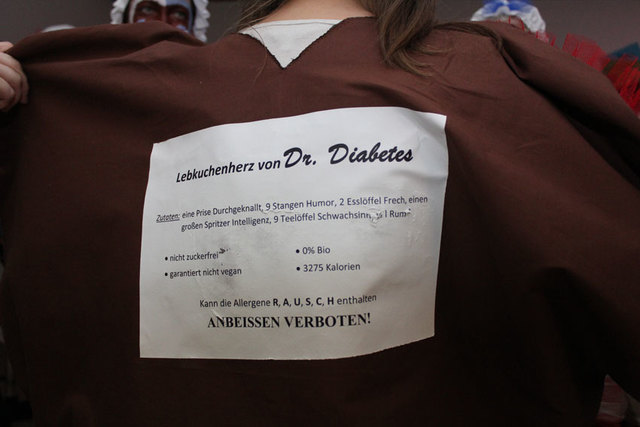 Lebkuchenherz von Dr. Diabetes
Zutaten: eine Prise Durchgeknallt, 9 Stangen Humor, 2 Esslöffel Frech, einen
großen Spritzer Intelligenz, 9 Teelöffel Schwachsinn, Rum
• nicht zuckerfrei
• 0% Bio
• garantiert nicht vegan
• 3275 Kalorien
Kann die Allergene R, A, U, S, C, H enthalten
ANBEISSEN VERBOTEN!